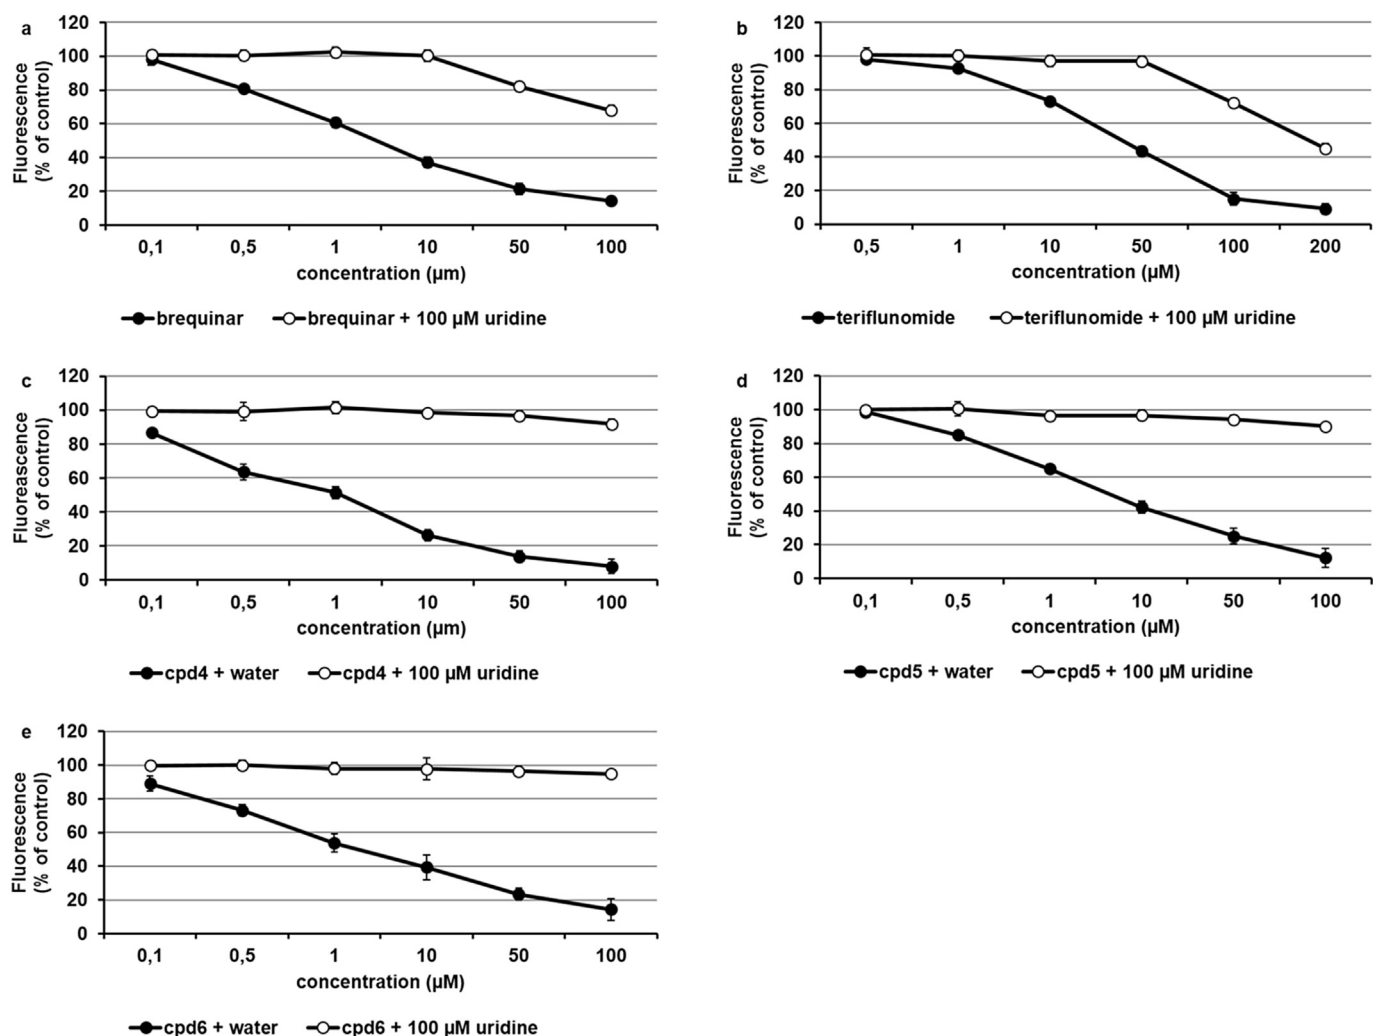 a
Fluorescence
(% of control)
120
100
80
60
40
20
0
0,1 0,5 1 10 50 100
concentration (µm)
brequinar brequinar + 100 µM uridine
b
Fluorescence
(% of control)
120
100
80
60
40
20
0
0,5 1 10 50 100 200
concentration (µM)
teriflunomide teriflunomide + 100 µM uridine
c
Fluoreascence
(% of control)
120
100
80
60
40
20
0
0,1 0,5 1 10 50 100
concentration (µm)
cpd4 + water cpd4 + 100 µM uridine
d
Fluorescence
(% of control)
120
100
80
60
40
20
0
0,1 0,5 1 10 50 100
concentration (µM)
cpd5 + water cpd5 + 100 µM uridine
e
Fluorescence
(% of control)
120
100
80
60
40
20
0
0,1 0,5 1 10 50 100
concentration (µM)
cpd6 + water cpd6 + 100 µM uridine